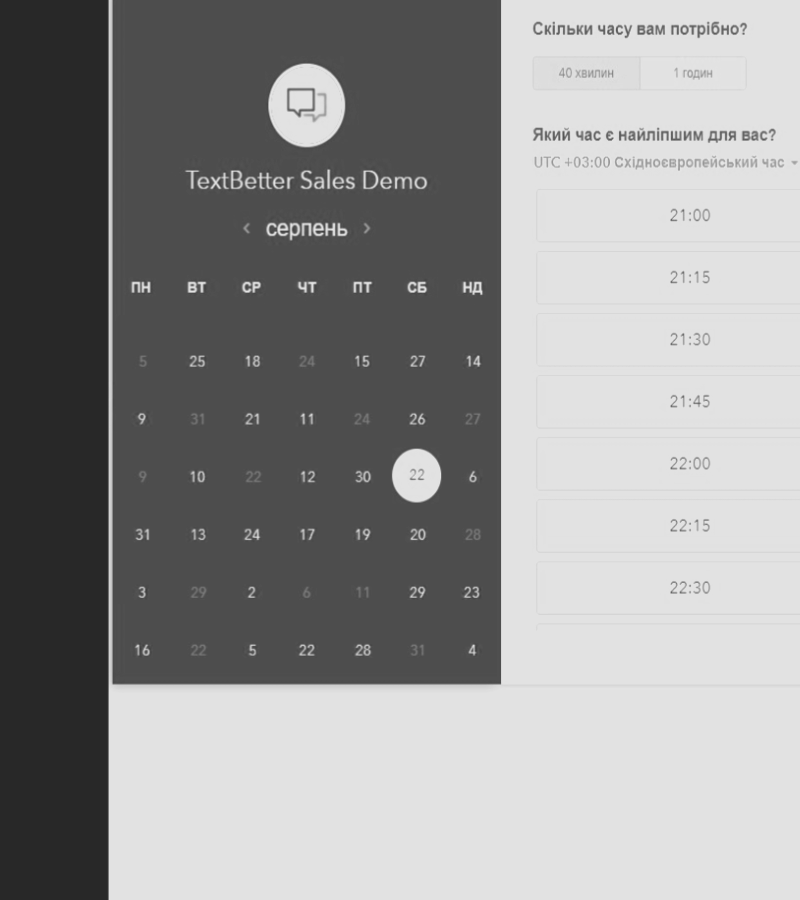 TextBetter Sales Demo
‹ серпень ›
ПН ВТ СР ЧТ ПТ СБ НД
5 25 18 24 15 27 14
9 31 21 11 24 26 27
9 10 22 12 30 22 6
31 13 24 17 19 20 28
3 29 2 6 11 29 23
16 22 5 22 28 31 4
Скільки часу вам потрібно?
40 хвилин 1 годин
Який час є найліпшим для вас?
UTC +03:00 Східноєвропейський час
21:00
21:15
21:30
21:45
22:00
22:15
22:30